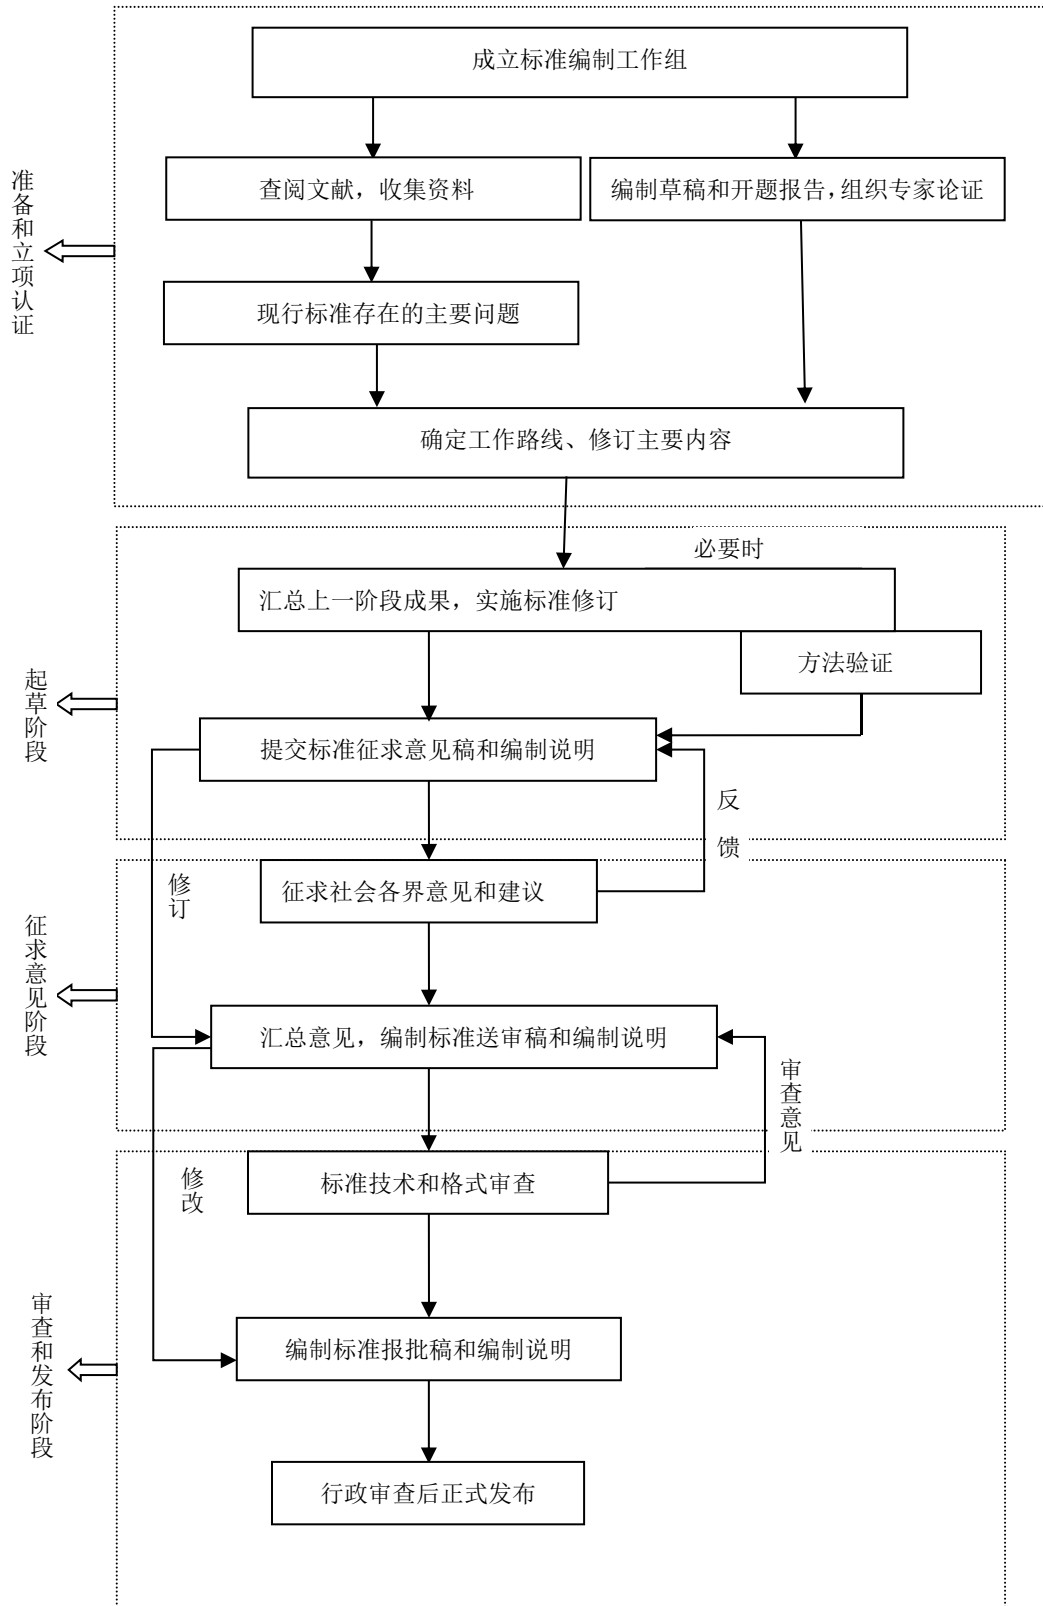 成立标准编制工作组
查阅文献，收集资料
编制草稿和开题报告，组织专家论证
准备和立项认证
现行标准存在的主要问题
确定工作路线、修订主要内容
必要时
汇总上一阶段成果，实施标准修订
方法验证
起草阶段
提交标准征求意见稿和编制说明
反
馈
修订
征求社会各界意见和建议
征求意见阶段
汇总意见，编制标准送审稿和编制说明
审查意见
修改
标准技术和格式审查
审查和发布阶段
编制标准报批稿和编制说明
行政审查后正式发布